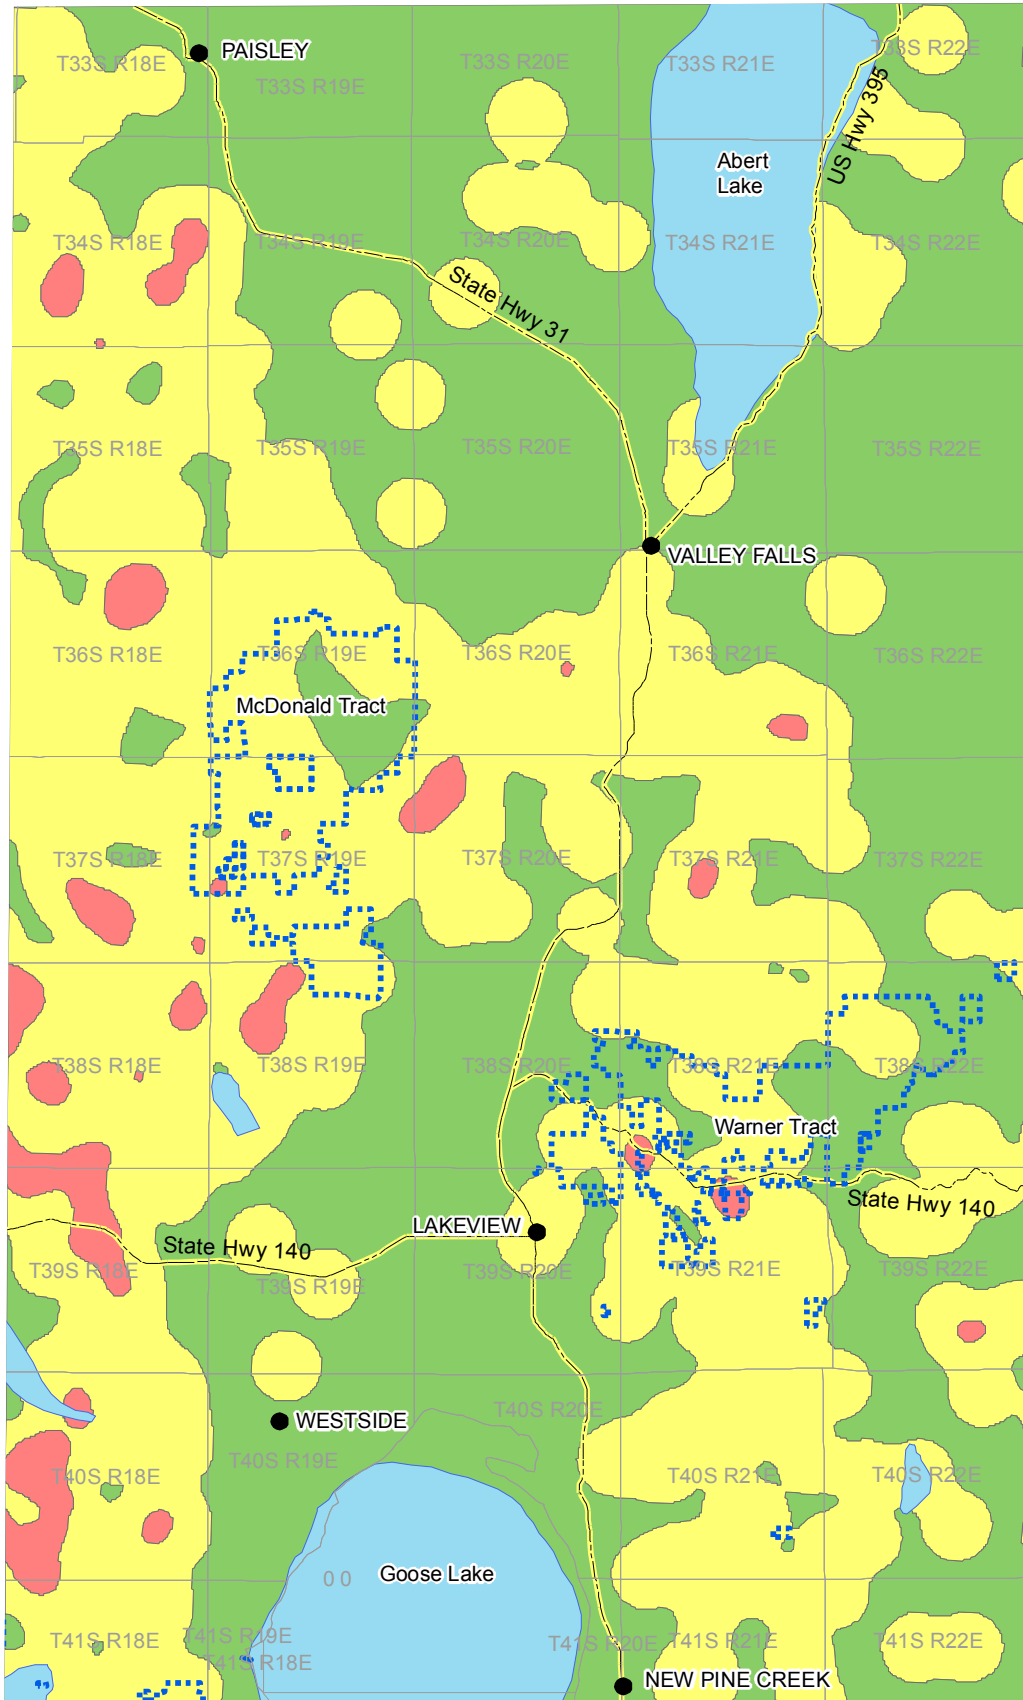 PAISLEY
T33S R18E
T33S R19E
T33S R20E
T33S R21E
T33S R22E
US Hwy 395
Abert
Lake
T34S R18E
T34S R19E
T34S R20E
T34S R21E
T34S R22E
State Hwy 31
T35S R18E
T35S R19E
T35S R20E
T35S R21E
T35S R22E
VALLEY FALLS
T36S R18E
T36S R19E
T36S R20E
T36S R21E
T36S R22E
McDonald Tract
T37S R18E
T37S R19E
T37S R20E
T37S R21E
T37S R22E
T38S R18E
T38S R19E
T38S R20E
T38S R21E
T38S R22E
Warner Tract
State Hwy 140
LAKEVIEW
State Hwy 140
T39S R18E
T39S R19E
T39S R20E
T39S R21E
T39S R22E
WESTSIDE
T40S R20E
T40S R19E
T40S R18E
T40S R21E
T40S R22E
0 0
Goose Lake
T41S R18E
T41S R19E
T41S R18E
T41S R20E
T41S R21E
T41S R22E
NEW PINE CREEK